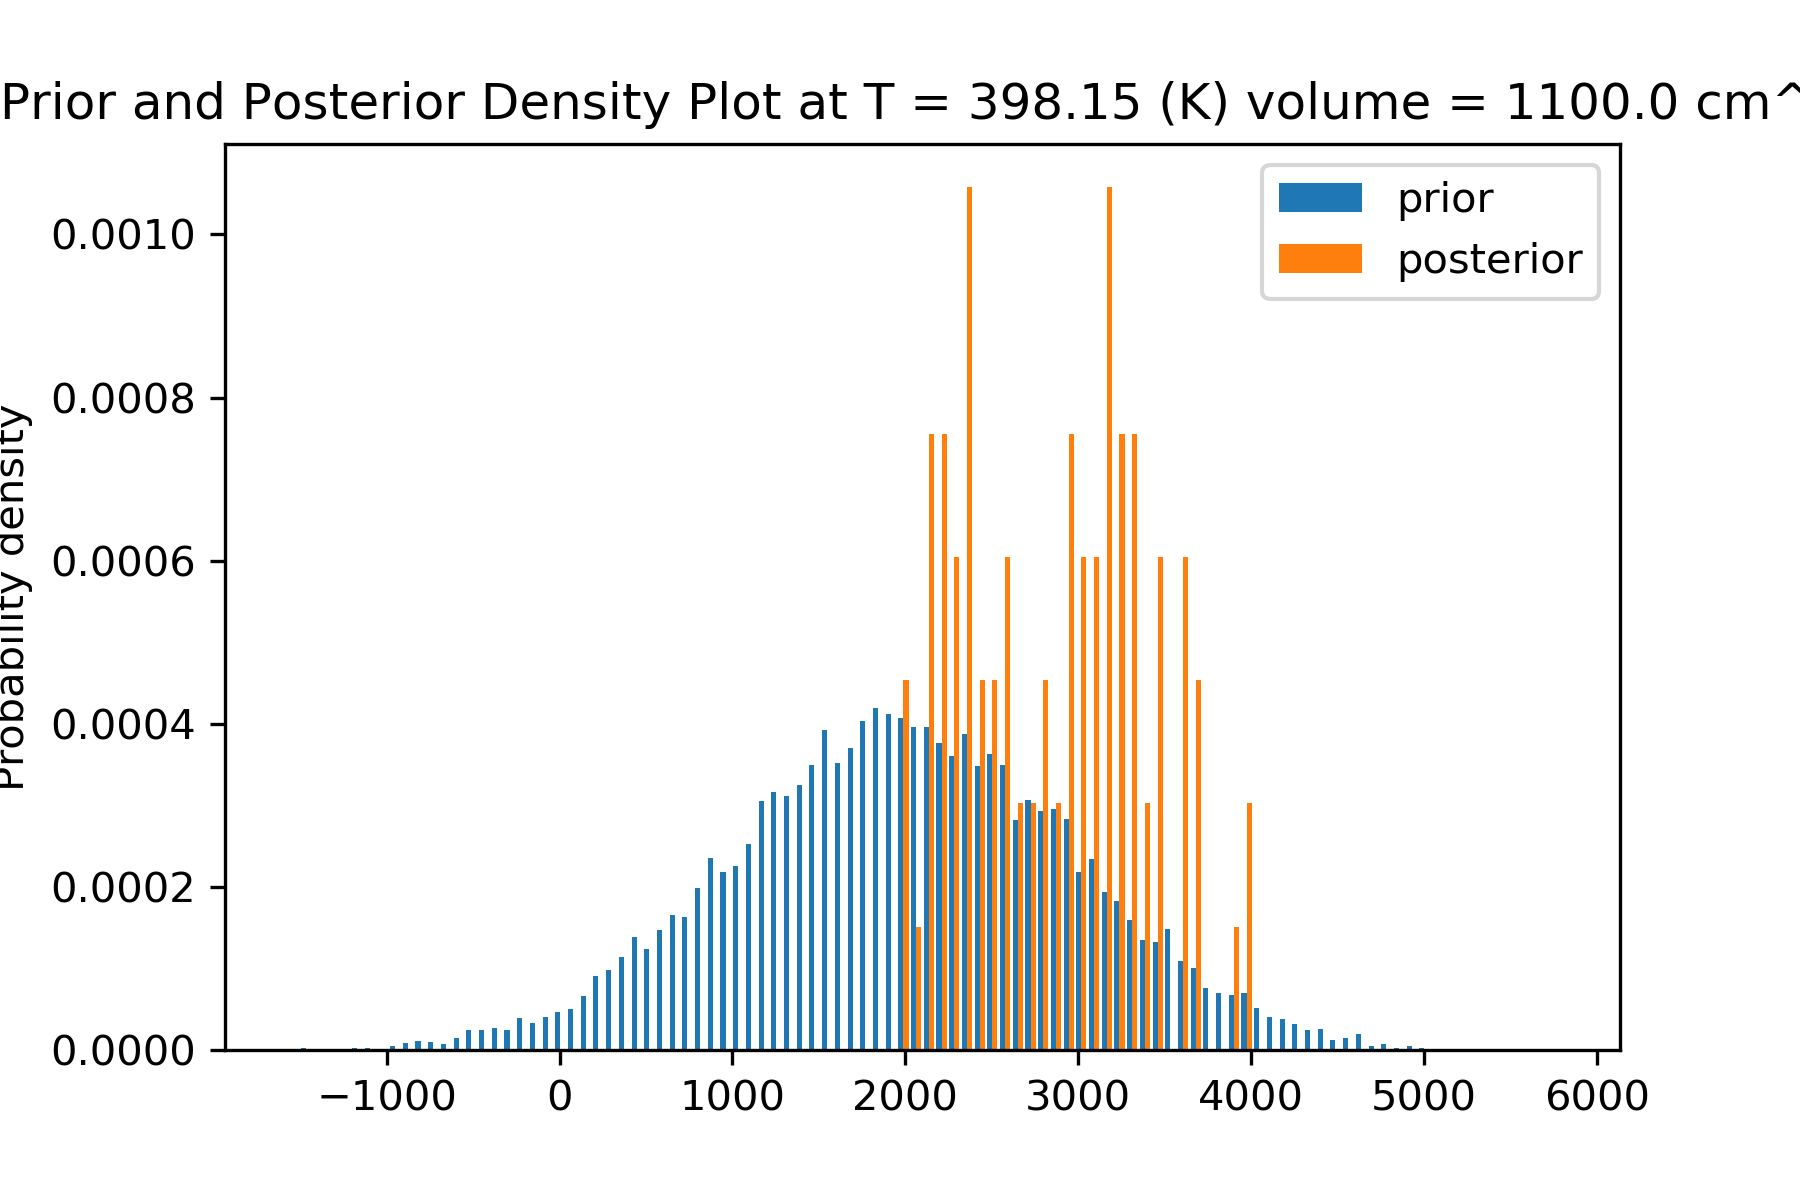 Prior and Posterior Density Plot at T = 398.15 (K) volume = 1100.0 cm^
prior
posterior
Probability density
0.0010
0.0008
0.0006
0.0004
0.0002
0.0000
−1000 0 1000 2000 3000 4000 5000 6000